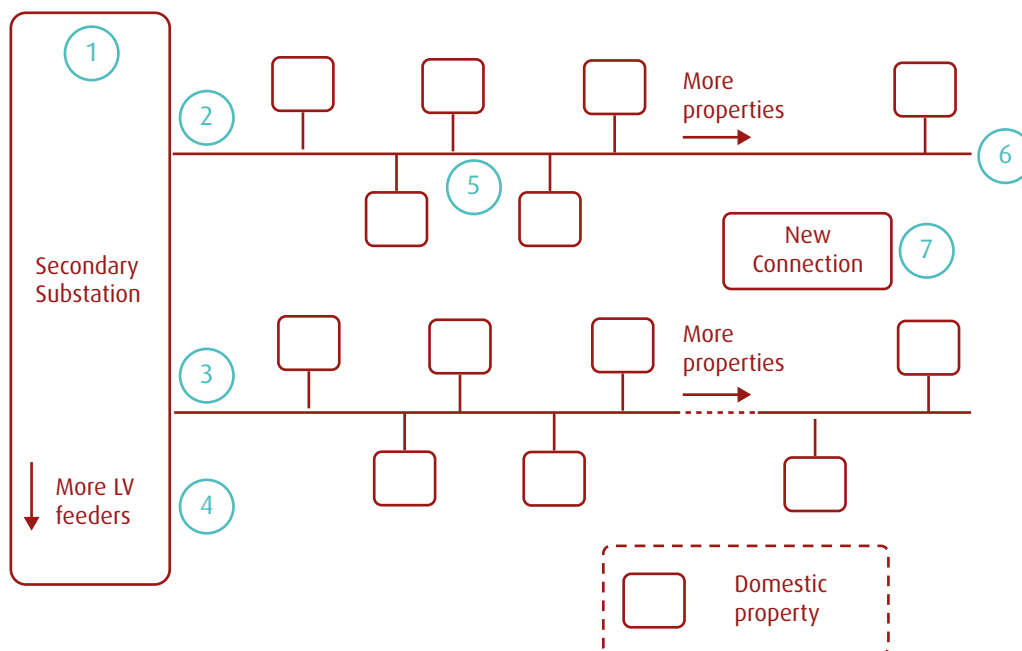 1
2
More
properties
6
5
Secondary
Substation
New
Connection
7
3
More
properties
More LV
feeders
4
Domestic
property